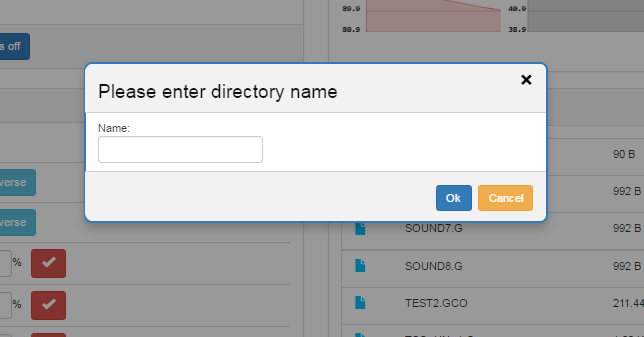 89.9
40.9
80.9
38.9
s off
Please enter directory name
Name:
90 B
verse
992 B
Ok
Cancel
verse
SOUND7.G
992 B
%
SOUND8.G
992 B
%
TEST2.GCO
211.44